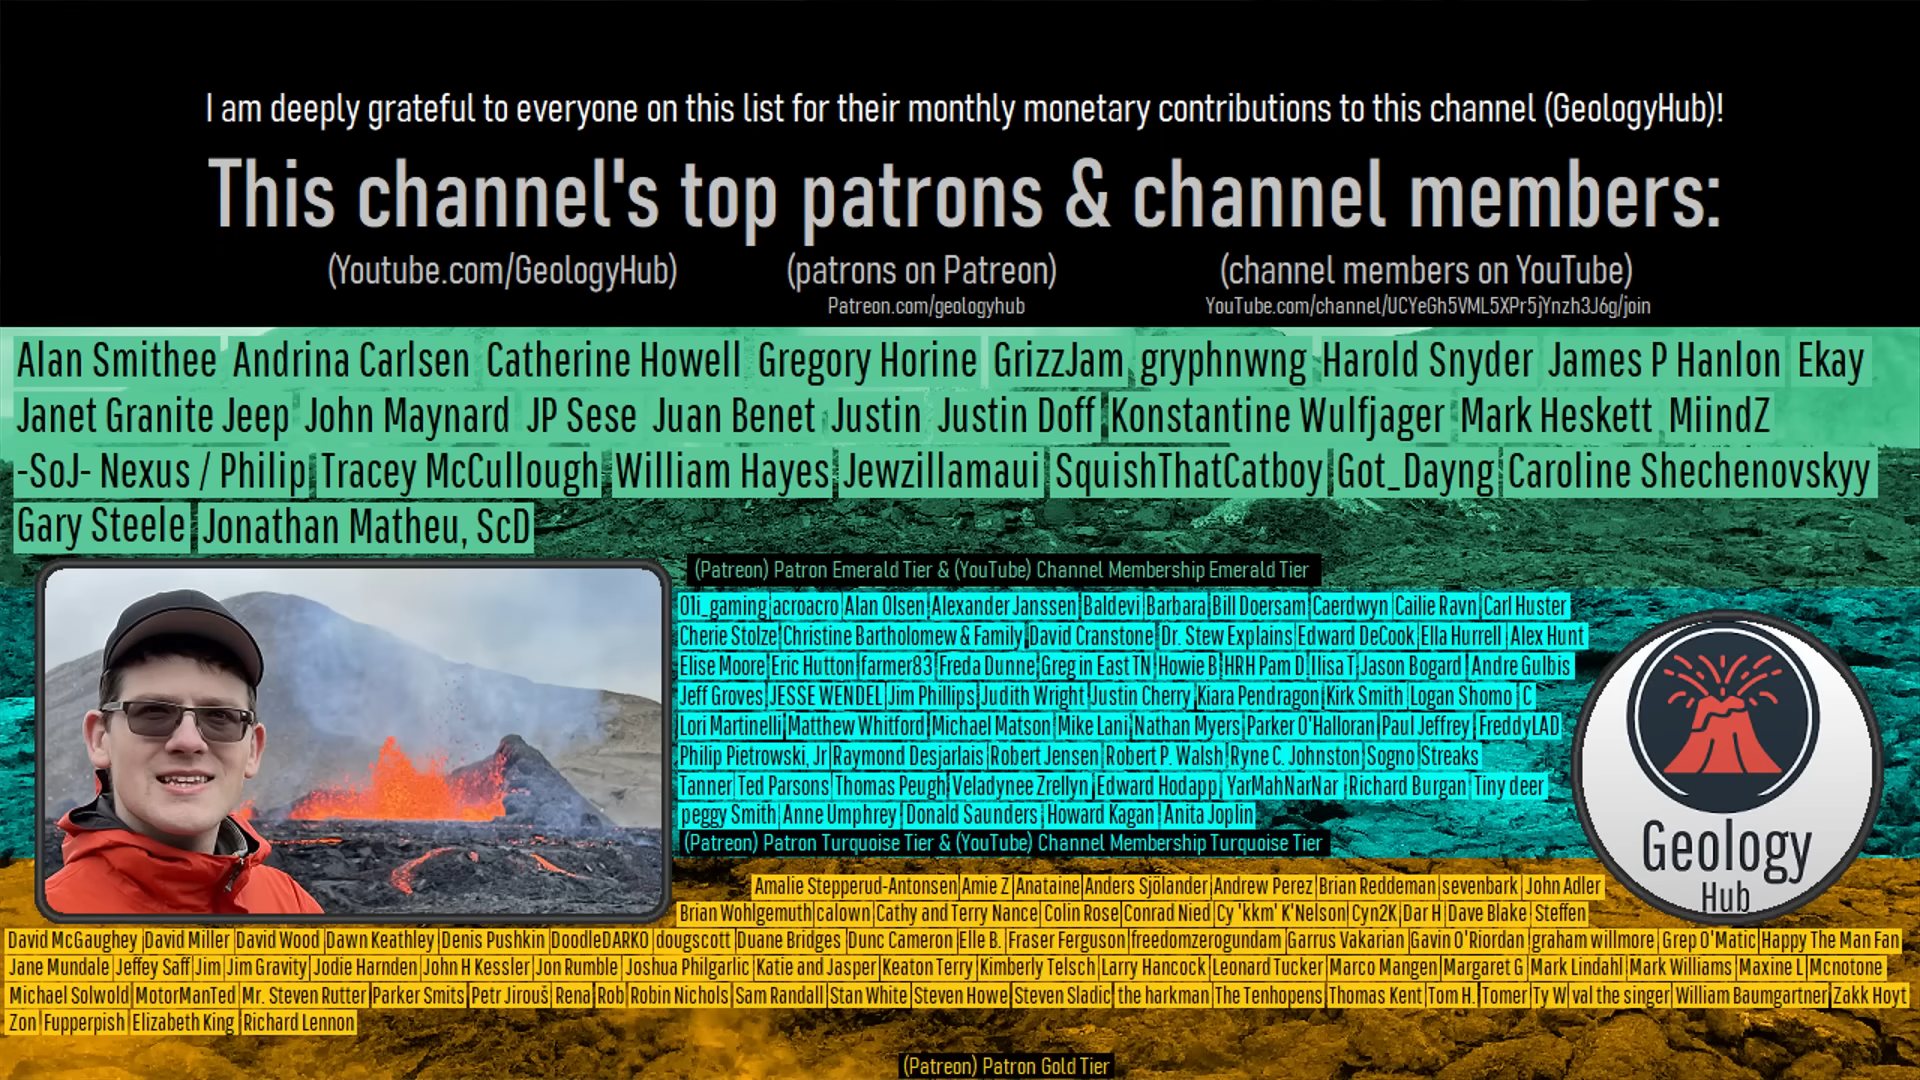 I am deeply grateful to everyone on this list for their monthly monetary contributions to this channel (GeologyHub)!
This channel's top patrons & channel members:
(Youtube.com/GeologyHub) (patrons on Patreon) (channel members on YouTube)
Patreon.com/geologyhub YouTube.com/channel/UCYeGh5VML5XPr5jYnzh3J6g/join
Alan Smithee Andrina Carlsen Catherine Howell Gregory Horine GrizzJam gryphnwng Harold Snyder James P Hanlon Ekay
Janet Granite Jeep John Maynard JP Sese Juan Benet Justin Justin Doff Konstantine Wulfjager Mark Heskett MiindZ
-SoJ- Nexus / Philip Tracey McCullough William Hayes Jewzillamaui SquishThatCatboy Got_Dayng Caroline Shechenovskyy
Gary Steele Jonathan Matheu, ScD
(Patreon) Patron Emerald Tier & (YouTube) Channel Membership Emerald Tier
01i_gaming acroacro Alan Olsen Alexander Janssen Baldevi Barbara Bill Doersam Caerdwyn Cailie Ravn Carl Huster
Cherie Stolze Christine Bartholomew & Family David Cranstone Dr. Stew Explains Edward DeCook Ella Hurrell Alex Hunt
Elise Moore Eric Hutton farmer83 Freda Dunne Greg in East TN Howie B HRH Pam D Ilisa T Jason Bogard Andre Gulbis
Jeff Groves JESSE WENDEL Jim Phillips Judith Wright Justin Cherry Kiara Pendragon Kirk Smith Logan Shomo C
Lori Martinelli Matthew Whitford Michael Matson Mike Lani Nathan Myers Parker O'Halloran Paul Jeffrey FreddyLAD
Philip Pietrowski, Jr Raymond Desjarlais Robert Jensen Robert P. Walsh Ryne C. Johnston Sogno Streaks
Tanner Ted Parsons Thomas Peugh Veladynee Zrellyn Edward Hodapp YarMahNarNar Richard Burgan Tiny deer
peggy Smith Anne Umphrey Donald Saunders Howard Kagan Anita Joplin
(Patreon) Patron Turquoise Tier & (YouTube) Channel Membership Turquoise Tier
Geology
Hub
Amalie Stepperud-Antonsen Amie Z Anataine Anders Sjölander Andrew Perez Brian Reddeman sevenbark John Adler
Brian Wohlgemuth calown Cathy and Terry Nance Colin Rose Conrad Nied Cy 'kkm' K'Nelson Cyn2K Dar H Dave Blake Steffen
David McGaughey David Miller David Wood Dawn Keathley Denis Pushkin DoodleDARKO dougscott Duane Bridges Dunc Cameron Elle B. Fraser Ferguson freedomzerogundam Garrus Vakarian Gavin O'Riordan graham willmore Grep O'Matic Happy The Man Fan
Jane Mundale Jeffey Saff Jim Jim Gravity Jodie Harnden John H Kessler Jon Rumble Joshua Philgarlic Katie and Jasper Keaton Terry Kimberly Telsch Larry Hancock Leonard Tucker Marco Mangen Margaret G Mark Lindahl Mark Williams Maxine L Mcnotone
Michael Solwold MotorManTed Mr. Steven Rutter Parker Smits Petr Jirouš Rena Rob Robin Nichols Sam Randall Stan White Steven Howe Steven Sladic the harkman The Tenhopens Thomas Kent Tom H. Tomer Ty W val the singer William Baumgartner Zakk Hoyt
Zon Fupperpish Elizabeth King Richard Lennon
(Patreon) Patron Gold Tier